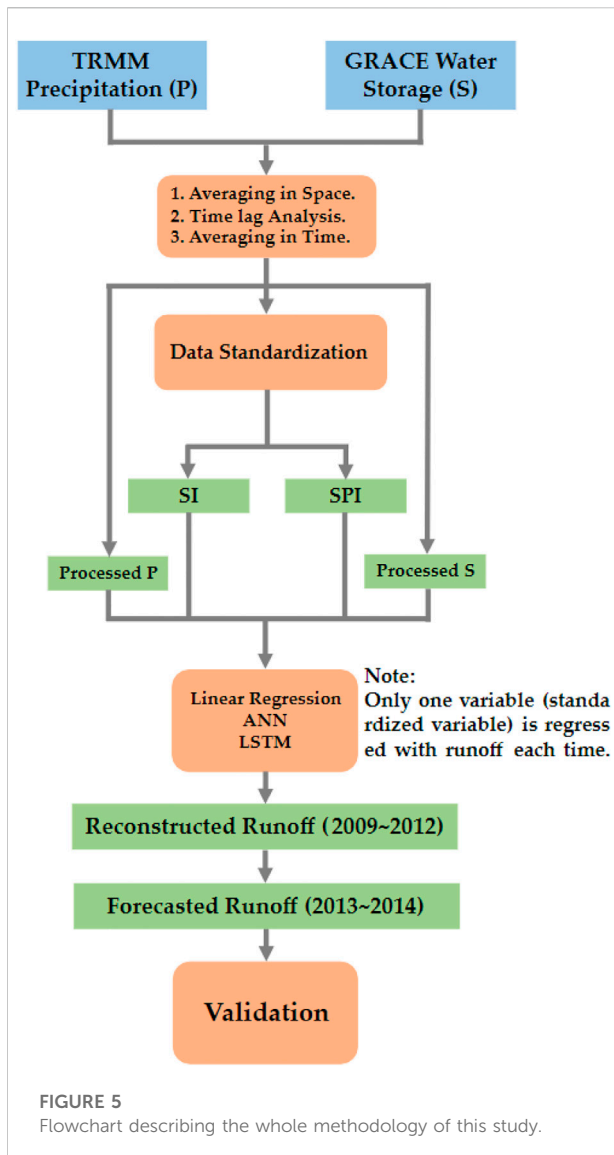 TRMM
Precipitation (P)
GRACE Water
Storage (S)
1. Averaging in Space.
2. Time lag Analysis.
3. Averaging in Time.
Data Standardization
SI
SPI
Processed P
Processed S
Linear Regression
ANN
LSTM
Note:
Only one variable (standa
rdized variable) is regress
ed with runoff each time.
Reconstructed Runoff (2009~2012)
Forecasted Runoff (2013~2014)
Validation
FIGURE 5
Flowchart describing the whole methodology of this study.